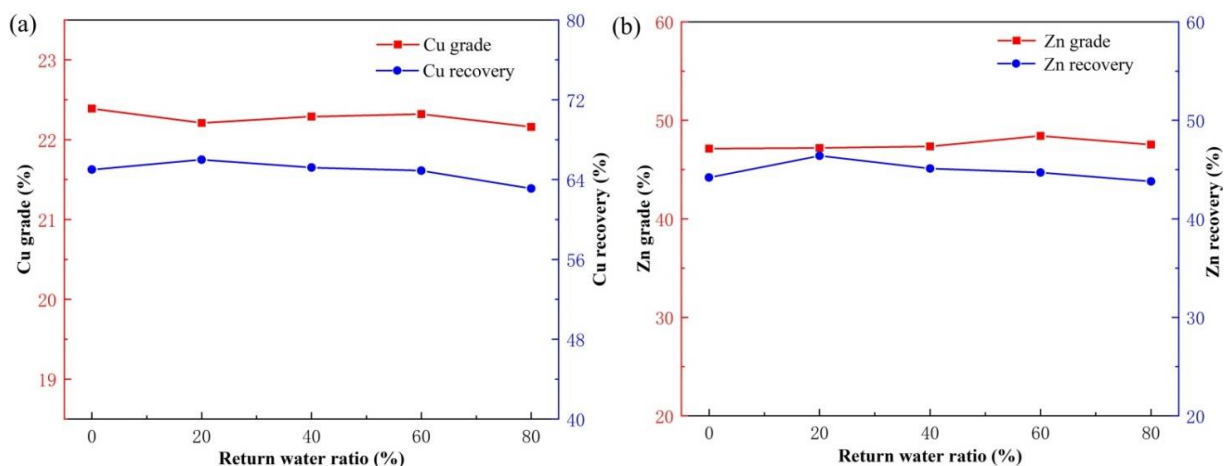 (a)
Cu grade
Cu recovery
Cu grade (%)
23
22
21
20
19
Cu recovery (%)
80
72
64
56
48
40
0 20 40 60 80
Return water ratio (%)
(b)
Zn grade
Zn recovery
Zn grade (%)
60
50
40
30
20
Zn recovery (%)
60
50
40
30
20
0 20 40 60 80
Return water ratio (%)